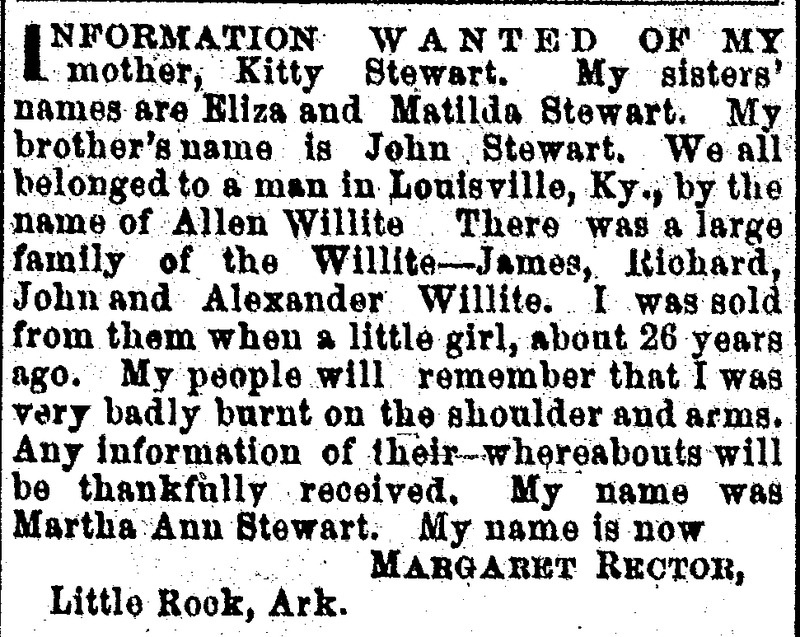 INFORMATION WANTED OF MY
mother, Kitty Stewart. My sisters'
names are Eliza and Matilda Stewart. My
brother's name is John Stewart. We all
belonged to a man in Louisville, Ky., by the
name of Allen Willite There was a large
family of the Willite—James, Richard,
John and Alexander Willite. I was sold
from them when a little girl, about 26 years
ago. My people will remember that I was
very badly burnt on the shoulder and arms.
Any information of their whereabouts will
be thankfully received. My name was
Martha Ann Stewart. My name is now
MARGARET RECTOR,
Little Rock, Ark.